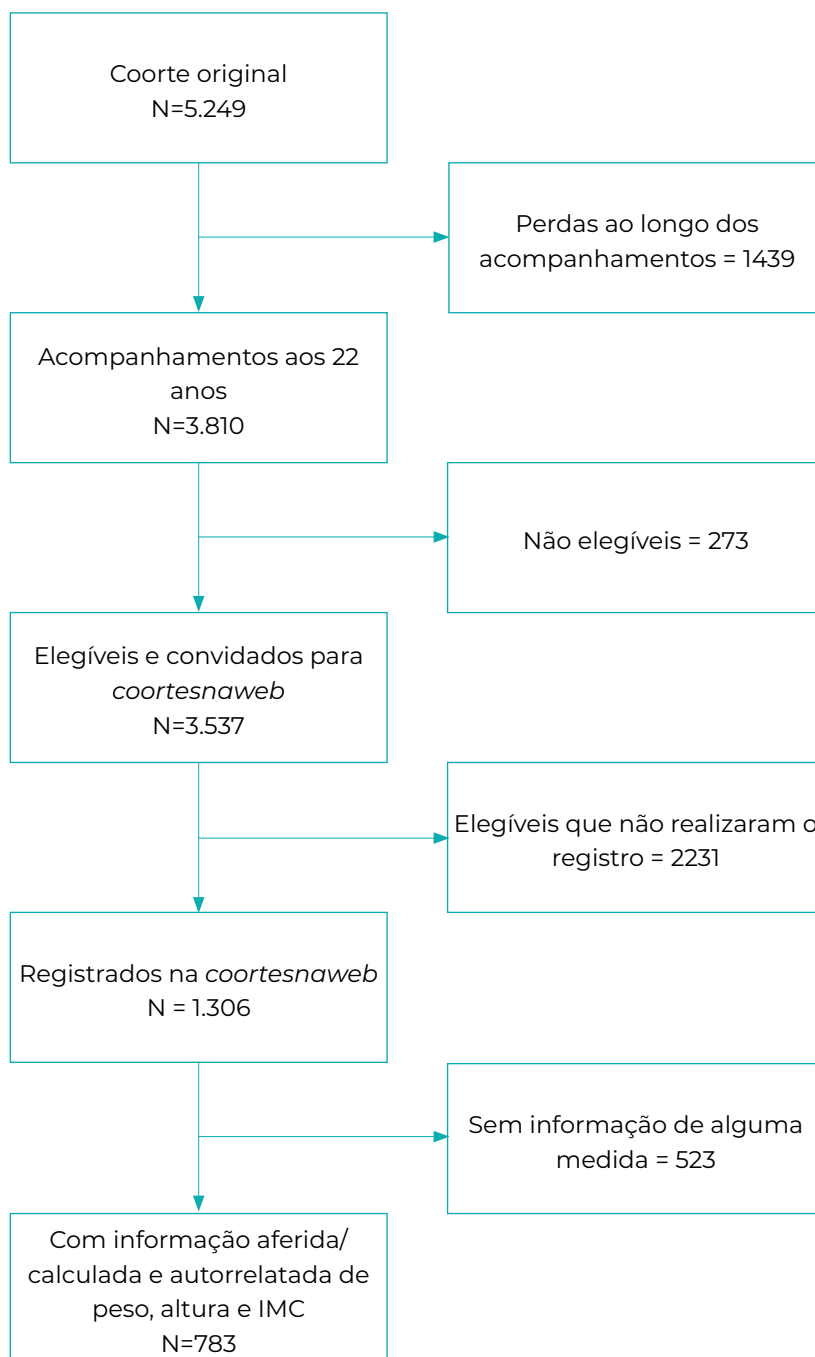 Coorte original
N=5.249
Perdas ao longo dos
acompanhamentos = 1439
Acompanhamentos aos 22
anos
N=3.810
Não elegíveis = 273
Elegíveis e convidados para
coortesnaweb
N=3.537
Elegíveis que não realizaram o
registro = 2231
Registrados na coortesnaweb
N = 1.306
Sem informação de alguma
medida = 523
Com informação aferida/
calculada e autorrelatada de
peso, altura e IMC
N=783